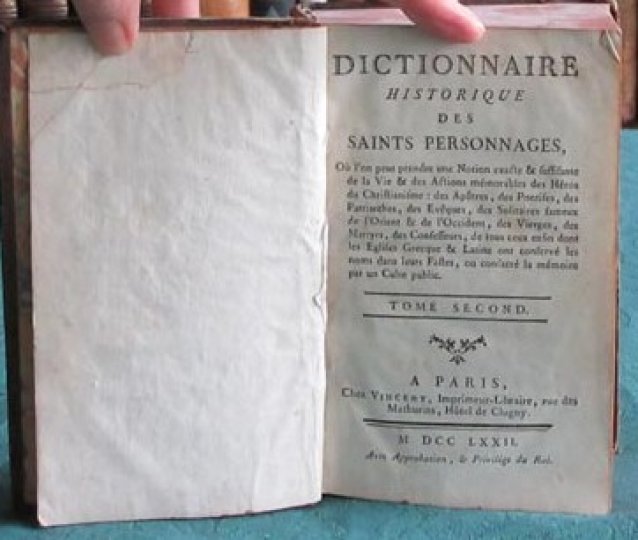 DICTIONNAIRE
HISTORIQUE
DES
SAINTS PERSONNAGES,
Où l'on peut prendre une Notion exacte & suffisante
de la Vie & des Actions mémorables des Héros
du Christianisme : des Apôtres, des Pontifes, des
Patriarches, des Evêques, des Solitaires fameux
de l'Orient & de l'Occident, des Vierges, des
Martyrs, des Confesseurs, de tous ceux enfin dont
les Eglises Grecque & Latine ont conservé les
noms dans leurs Fastes, ou consacré la mémoire
par un Culte public.
TOME SECOND.
A PARIS,
Chez VINCENT, Imprimeur-Libraire, rue des
Mathurins, Hôtel de Clugny.
M DCC LXXII.
Avec Approbation, & Privilége du Roi.